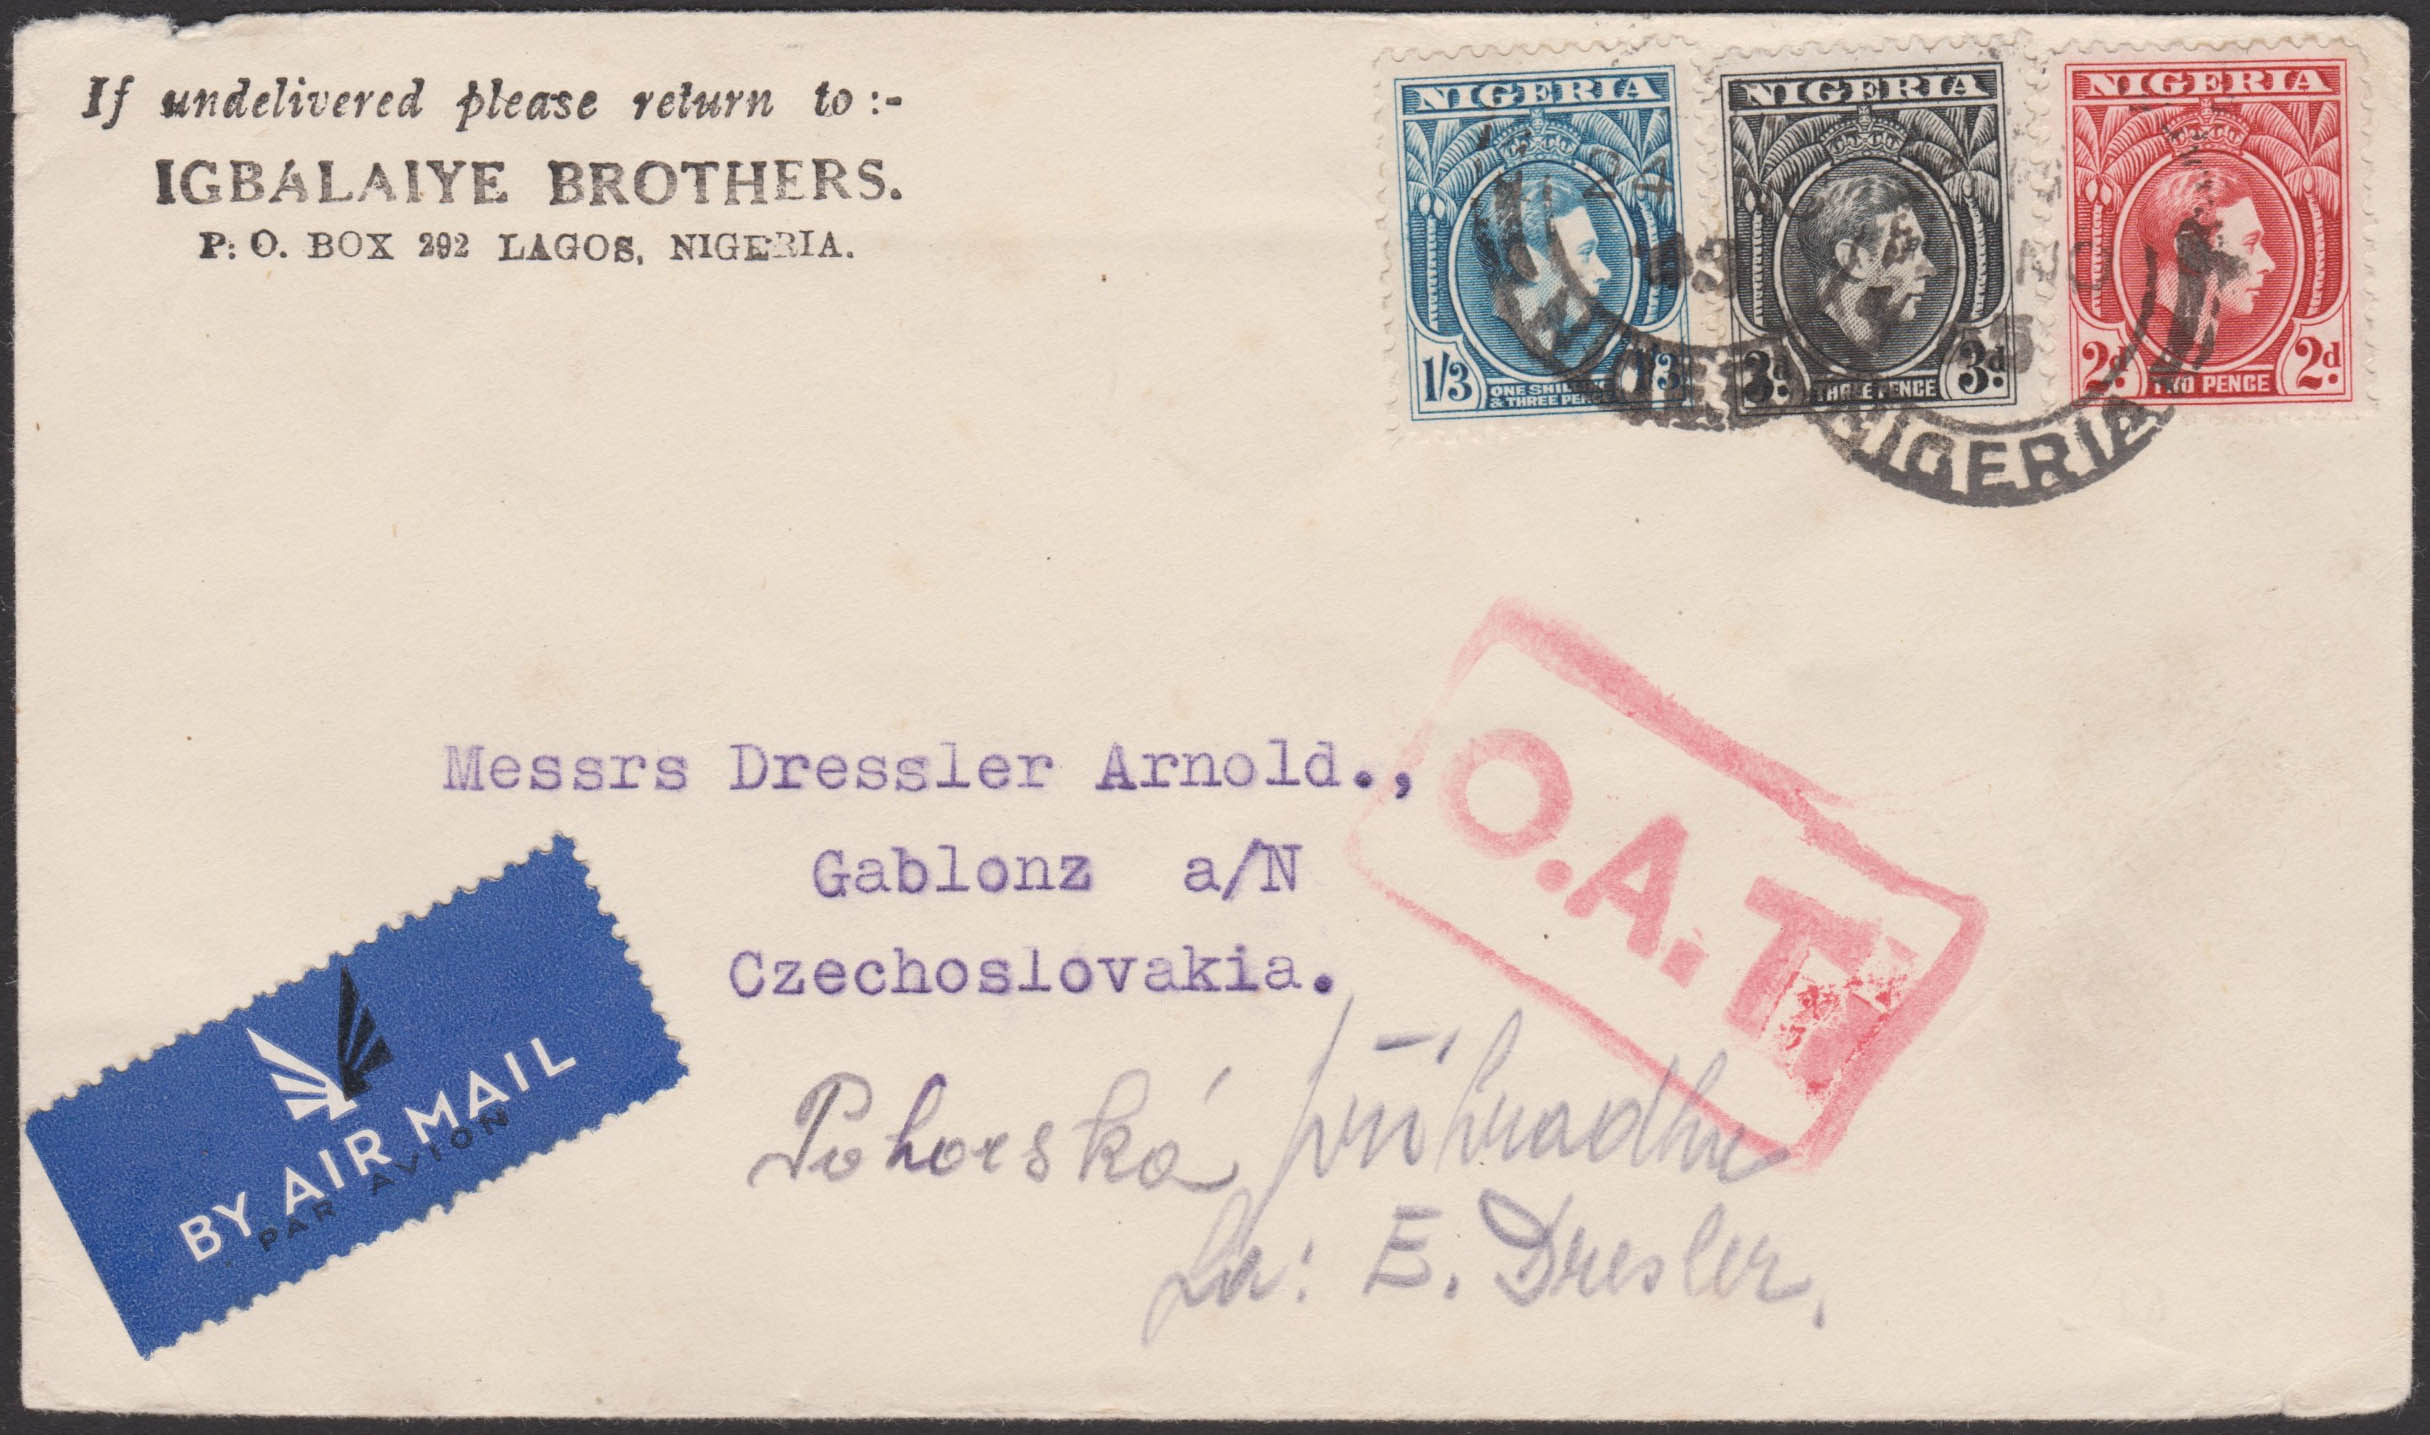 If undelivered please return to :-
IGBALAIYE BROTHERS.
P: O. BOX 292 LAGOS, NIGERIA.
NIGERIA
1/3 ONE SHILLING & THREE PENCE 1/3
NIGERIA
3d. THREE PENCE 3d.
NIGERIA
2d. TWO PENCE 2d.
NIGERIA
Messrs Dressler Arnold.,
Gablonz a/N
Czechoslovakia.
O.A.T.
BY AIR MAIL
PAR AVION
Pohorská
E. Dresler,